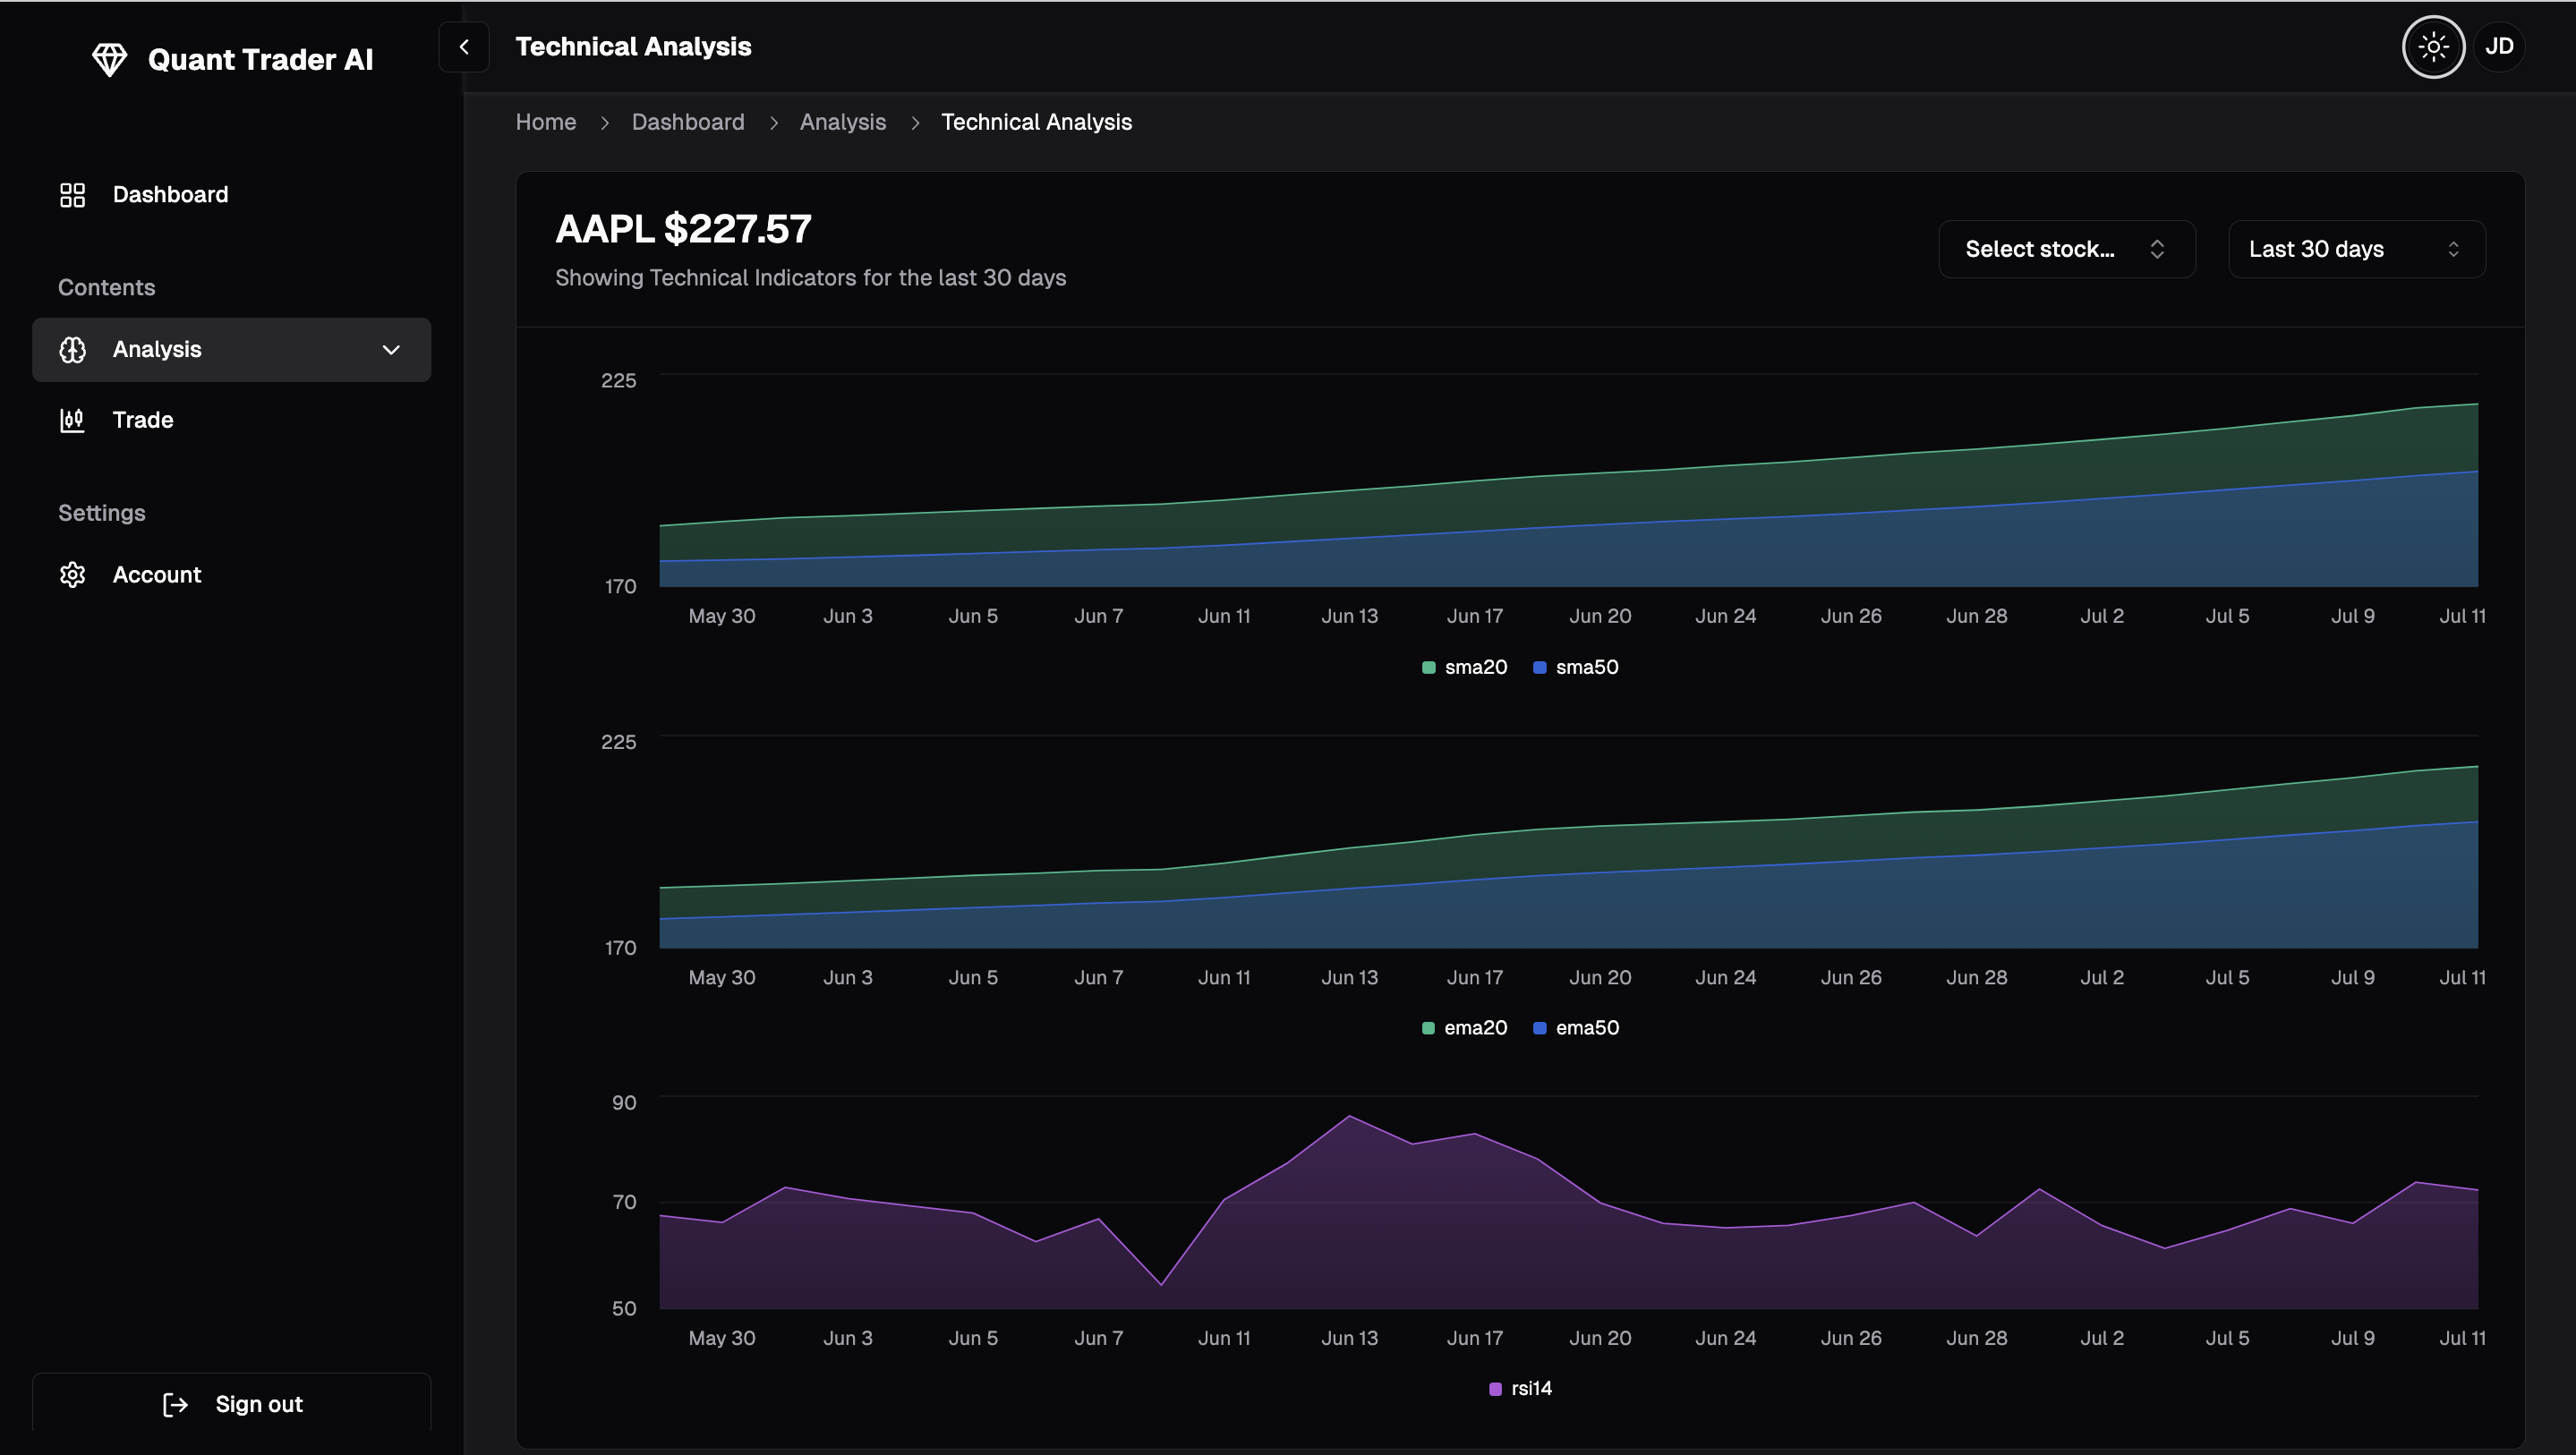 Quant Trader AI
Dashboard
Contents
Analysis
Trade
Settings
Account
Sign out
Technical Analysis
JD
Home > Dashboard > Analysis > Technical Analysis
AAPL $227.57
Showing Technical Indicators for the last 30 days
Select stock...
Last 30 days
225
170
May 30 Jun 3 Jun 5 Jun 7 Jun 11 Jun 13 Jun 17 Jun 20 Jun 24 Jun 26 Jun 28 Jul 2 Jul 5 Jul 9 Jul 11
sma20 sma50
225
170
May 30 Jun 3 Jun 5 Jun 7 Jun 11 Jun 13 Jun 17 Jun 20 Jun 24 Jun 26 Jun 28 Jul 2 Jul 5 Jul 9 Jul 11
ema20 ema50
90
70
50
May 30 Jun 3 Jun 5 Jun 7 Jun 11 Jun 13 Jun 17 Jun 20 Jun 24 Jun 26 Jun 28 Jul 2 Jul 5 Jul 9 Jul 11
rsi14